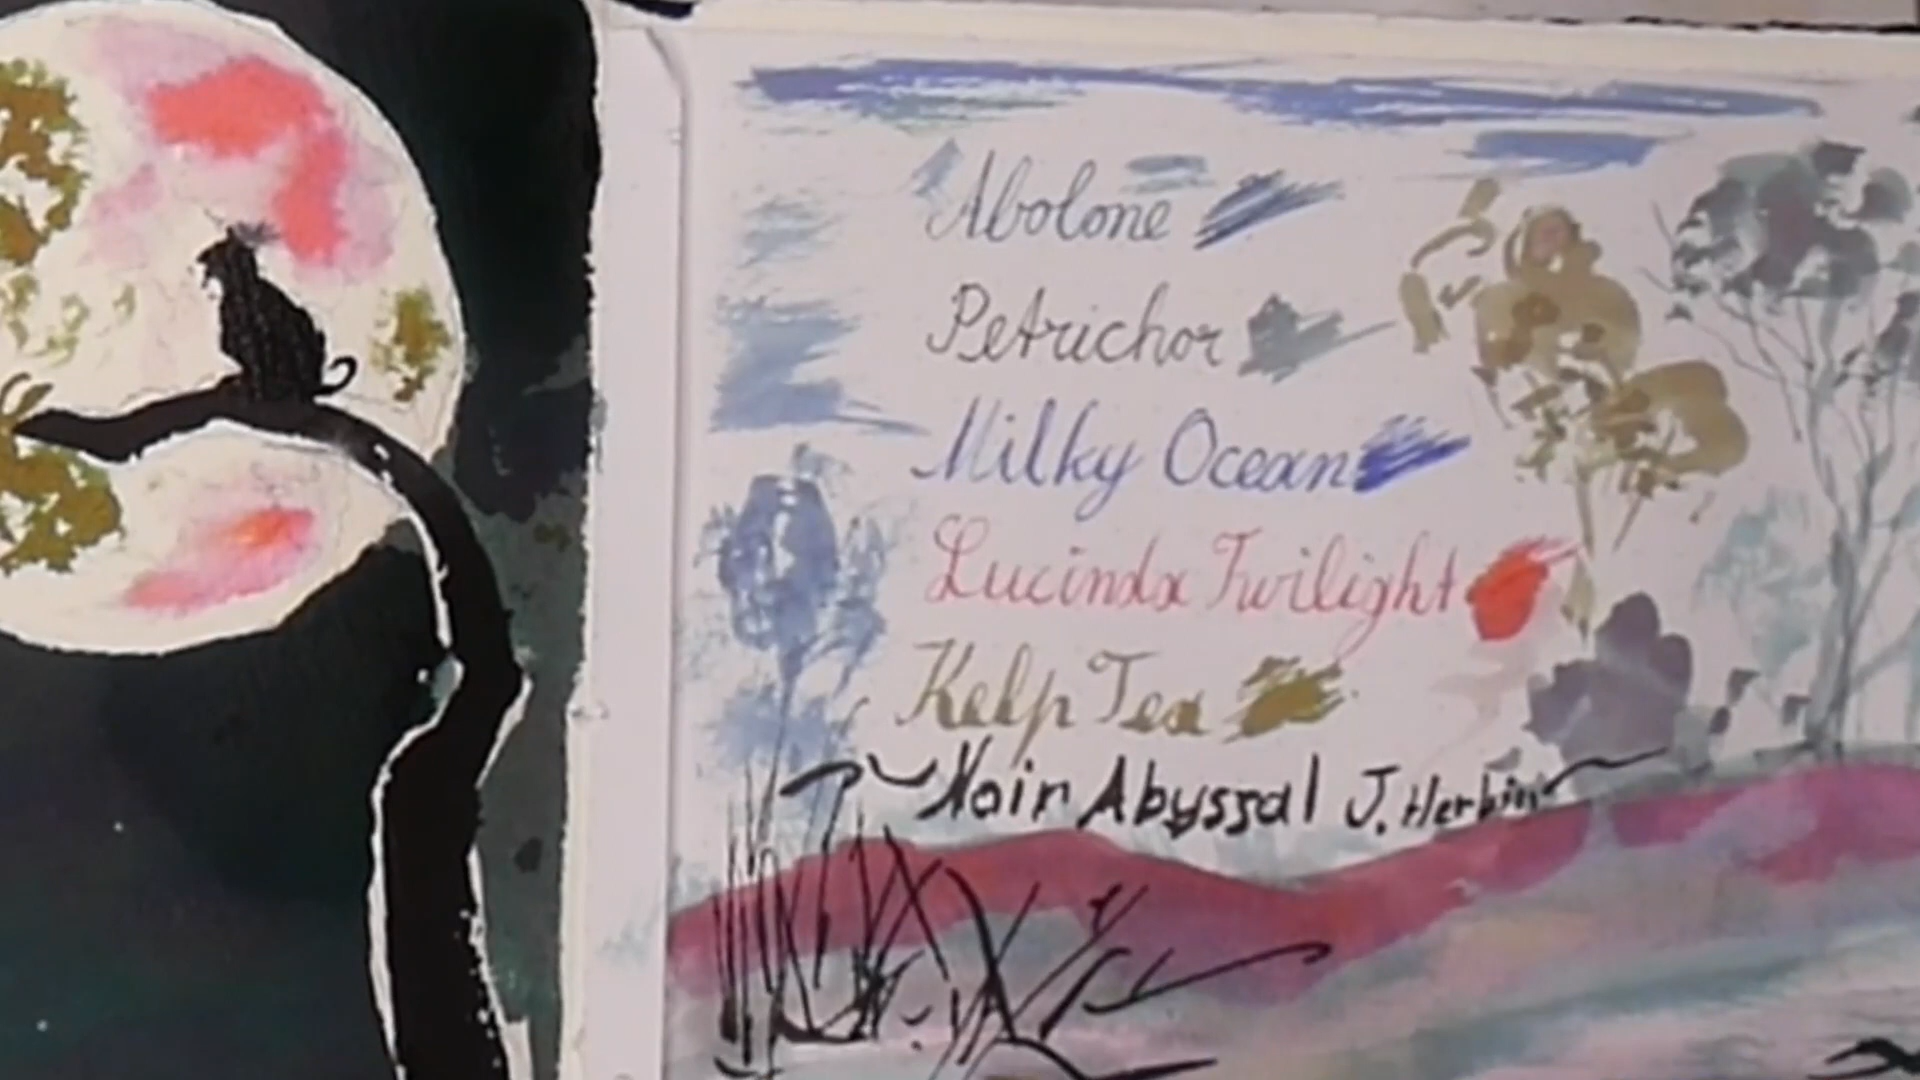 Abolone
Petrichor
Milky Ocean
Lucinda Twilight
Kelp Tea
Noir Abyssal J. Herbin